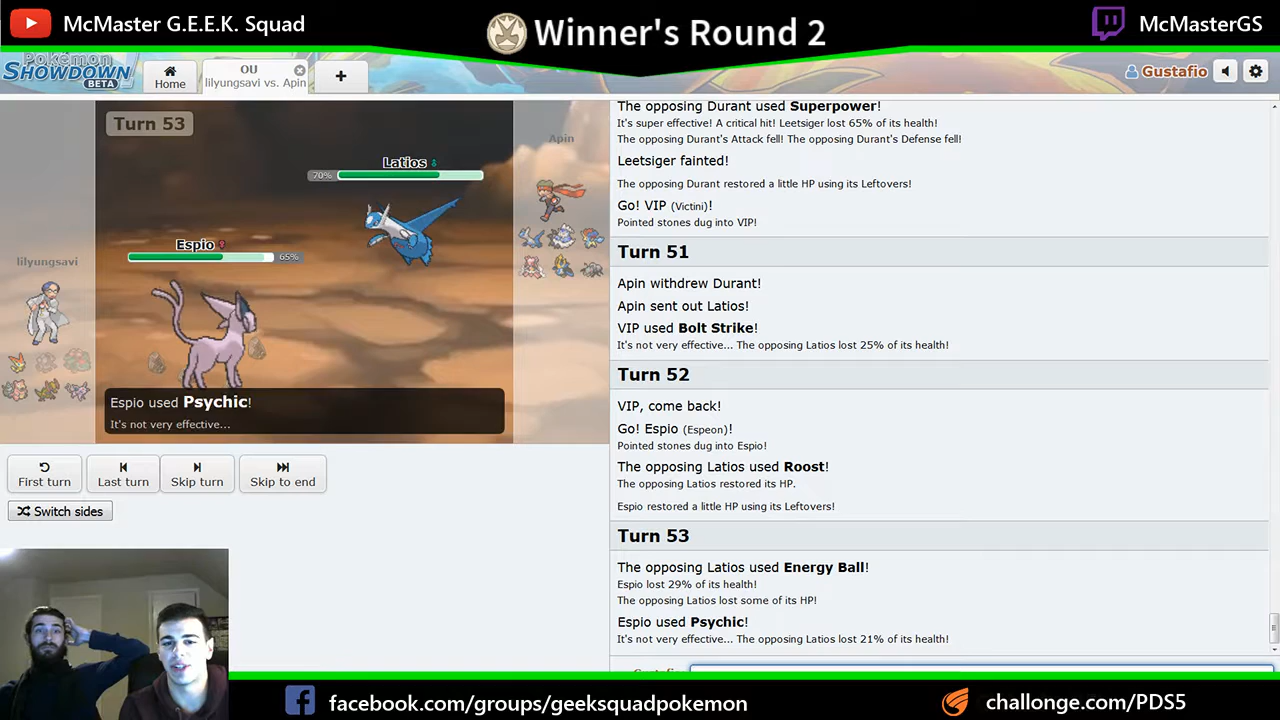 McMaster G.E.E.K. Squad
Winner's Round 2
McMasterGS
Pokémon
SHOWDOWN
BETA
Home
OU
lilyungsavi vs. Apin
+
Gustafio
Turn 53
Latios
70%
Espio
65%
lilyungsavi
Apin
Espio used Psychic!
It's not very effective...
First turn
Last turn
Skip turn
Skip to end
Switch sides
The opposing Durant used Superpower!
It's super effective! A critical hit! Leetsiger lost 65% of its health!
The opposing Durant's Attack fell! The opposing Durant's Defense fell!
Leetsiger fainted!
The opposing Durant restored a little HP using its Leftovers!
Go! VIP (Victini)!
Pointed stones dug into VIP!
Turn 51
Apin withdrew Durant!
Apin sent out Latios!
VIP used Bolt Strike!
It's not very effective... The opposing Latios lost 25% of its health!
Turn 52
VIP, come back!
Go! Espio (Espeon)!
Pointed stones dug into Espio!
The opposing Latios used Roost!
The opposing Latios restored its HP.
Espio restored a little HP using its Leftovers!
Turn 53
The opposing Latios used Energy Ball!
Espio lost 29% of its health!
The opposing Latios lost some of its HP!
Espio used Psychic!
It's not very effective... The opposing Latios lost 21% of its health!
facebook.com/groups/geeksquadpokemon
challonge.com/PDS5